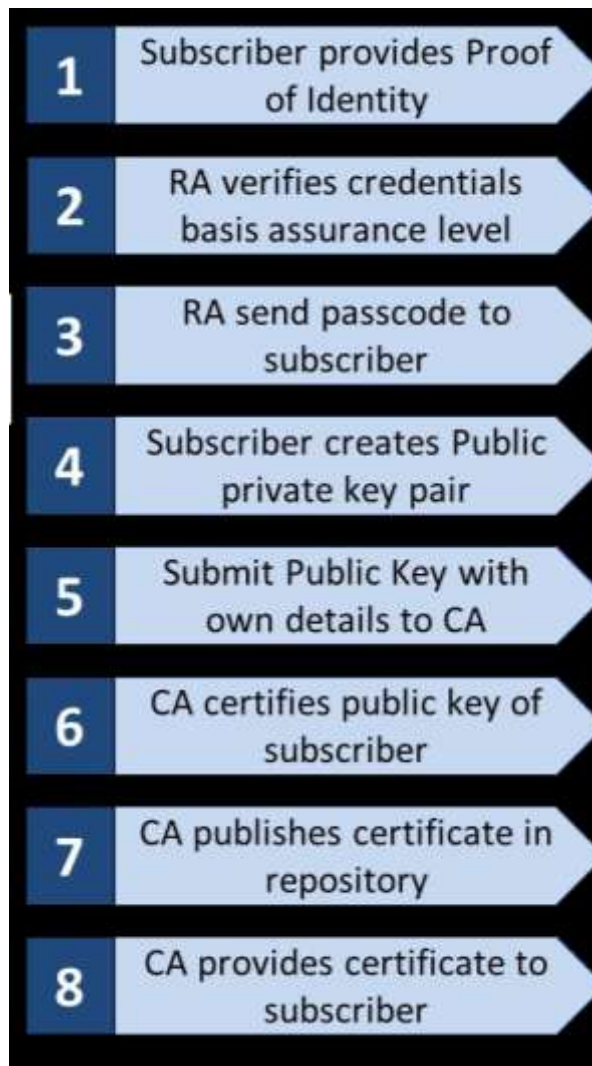 1
Subscriber provides Proof
of Identity
2
RA verifies credentials
basis assurance level
3
RA send passcode to
subscriber
4
Subscriber creates Public
private key pair
5
Submit Public Key with
own details to CA
6
CA certifies public key of
subscriber
7
CA publishes certificate in
repository
8
CA provides certificate to
subscriber